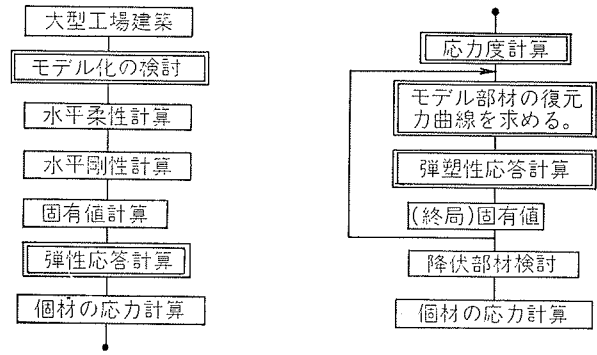 大型工場建築
モデル化の検討
水平柔性計算
水平剛性計算
固有値計算
弾性応答計算
個材の応力計算
応力度計算
モデル部材の復元
力曲線を求める。
弾塑性応答計算
(終局)固有値
降伏部材検討
個材の応力計算